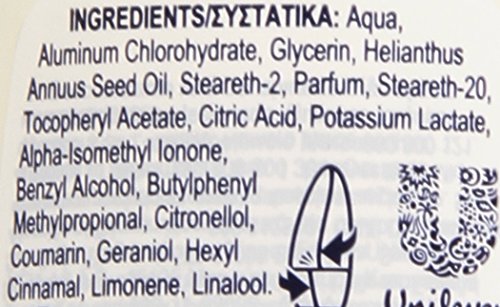 INGREDIENTS/ΣΥΣΤΑΤΙΚΑ: Aqua,
Aluminum Chlorohydrate, Glycerin, Helianthus
Annuus Seed Oil, Steareth-2, Parfum, Steareth-20,
Tocopheryl Acetate, Citric Acid, Potassium Lactate,
Alpha-Isomethyl Ionone,
Benzyl Alcohol, Butylphenyl
Methylpropional, Citronellol,
Coumarin, Geraniol, Hexyl
Cinnamal, Limonene, Linalool.